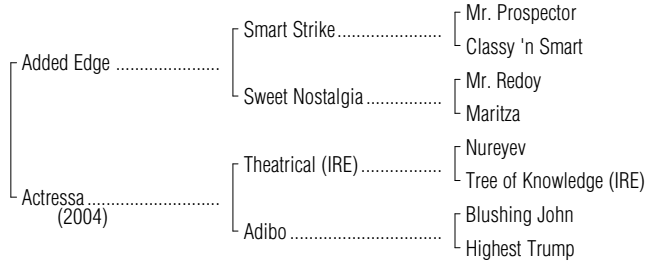 Mr. Prospector
Smart Strike
Classy 'n Smart
Added Edge
Mr. Redoy
Sweet Nostalgia
Maritza
Nureyev
Theatrical (IRE)
Tree of Knowledge (IRE)
Actressa
(2004)
Blushing John
Adibo
Highest Trump